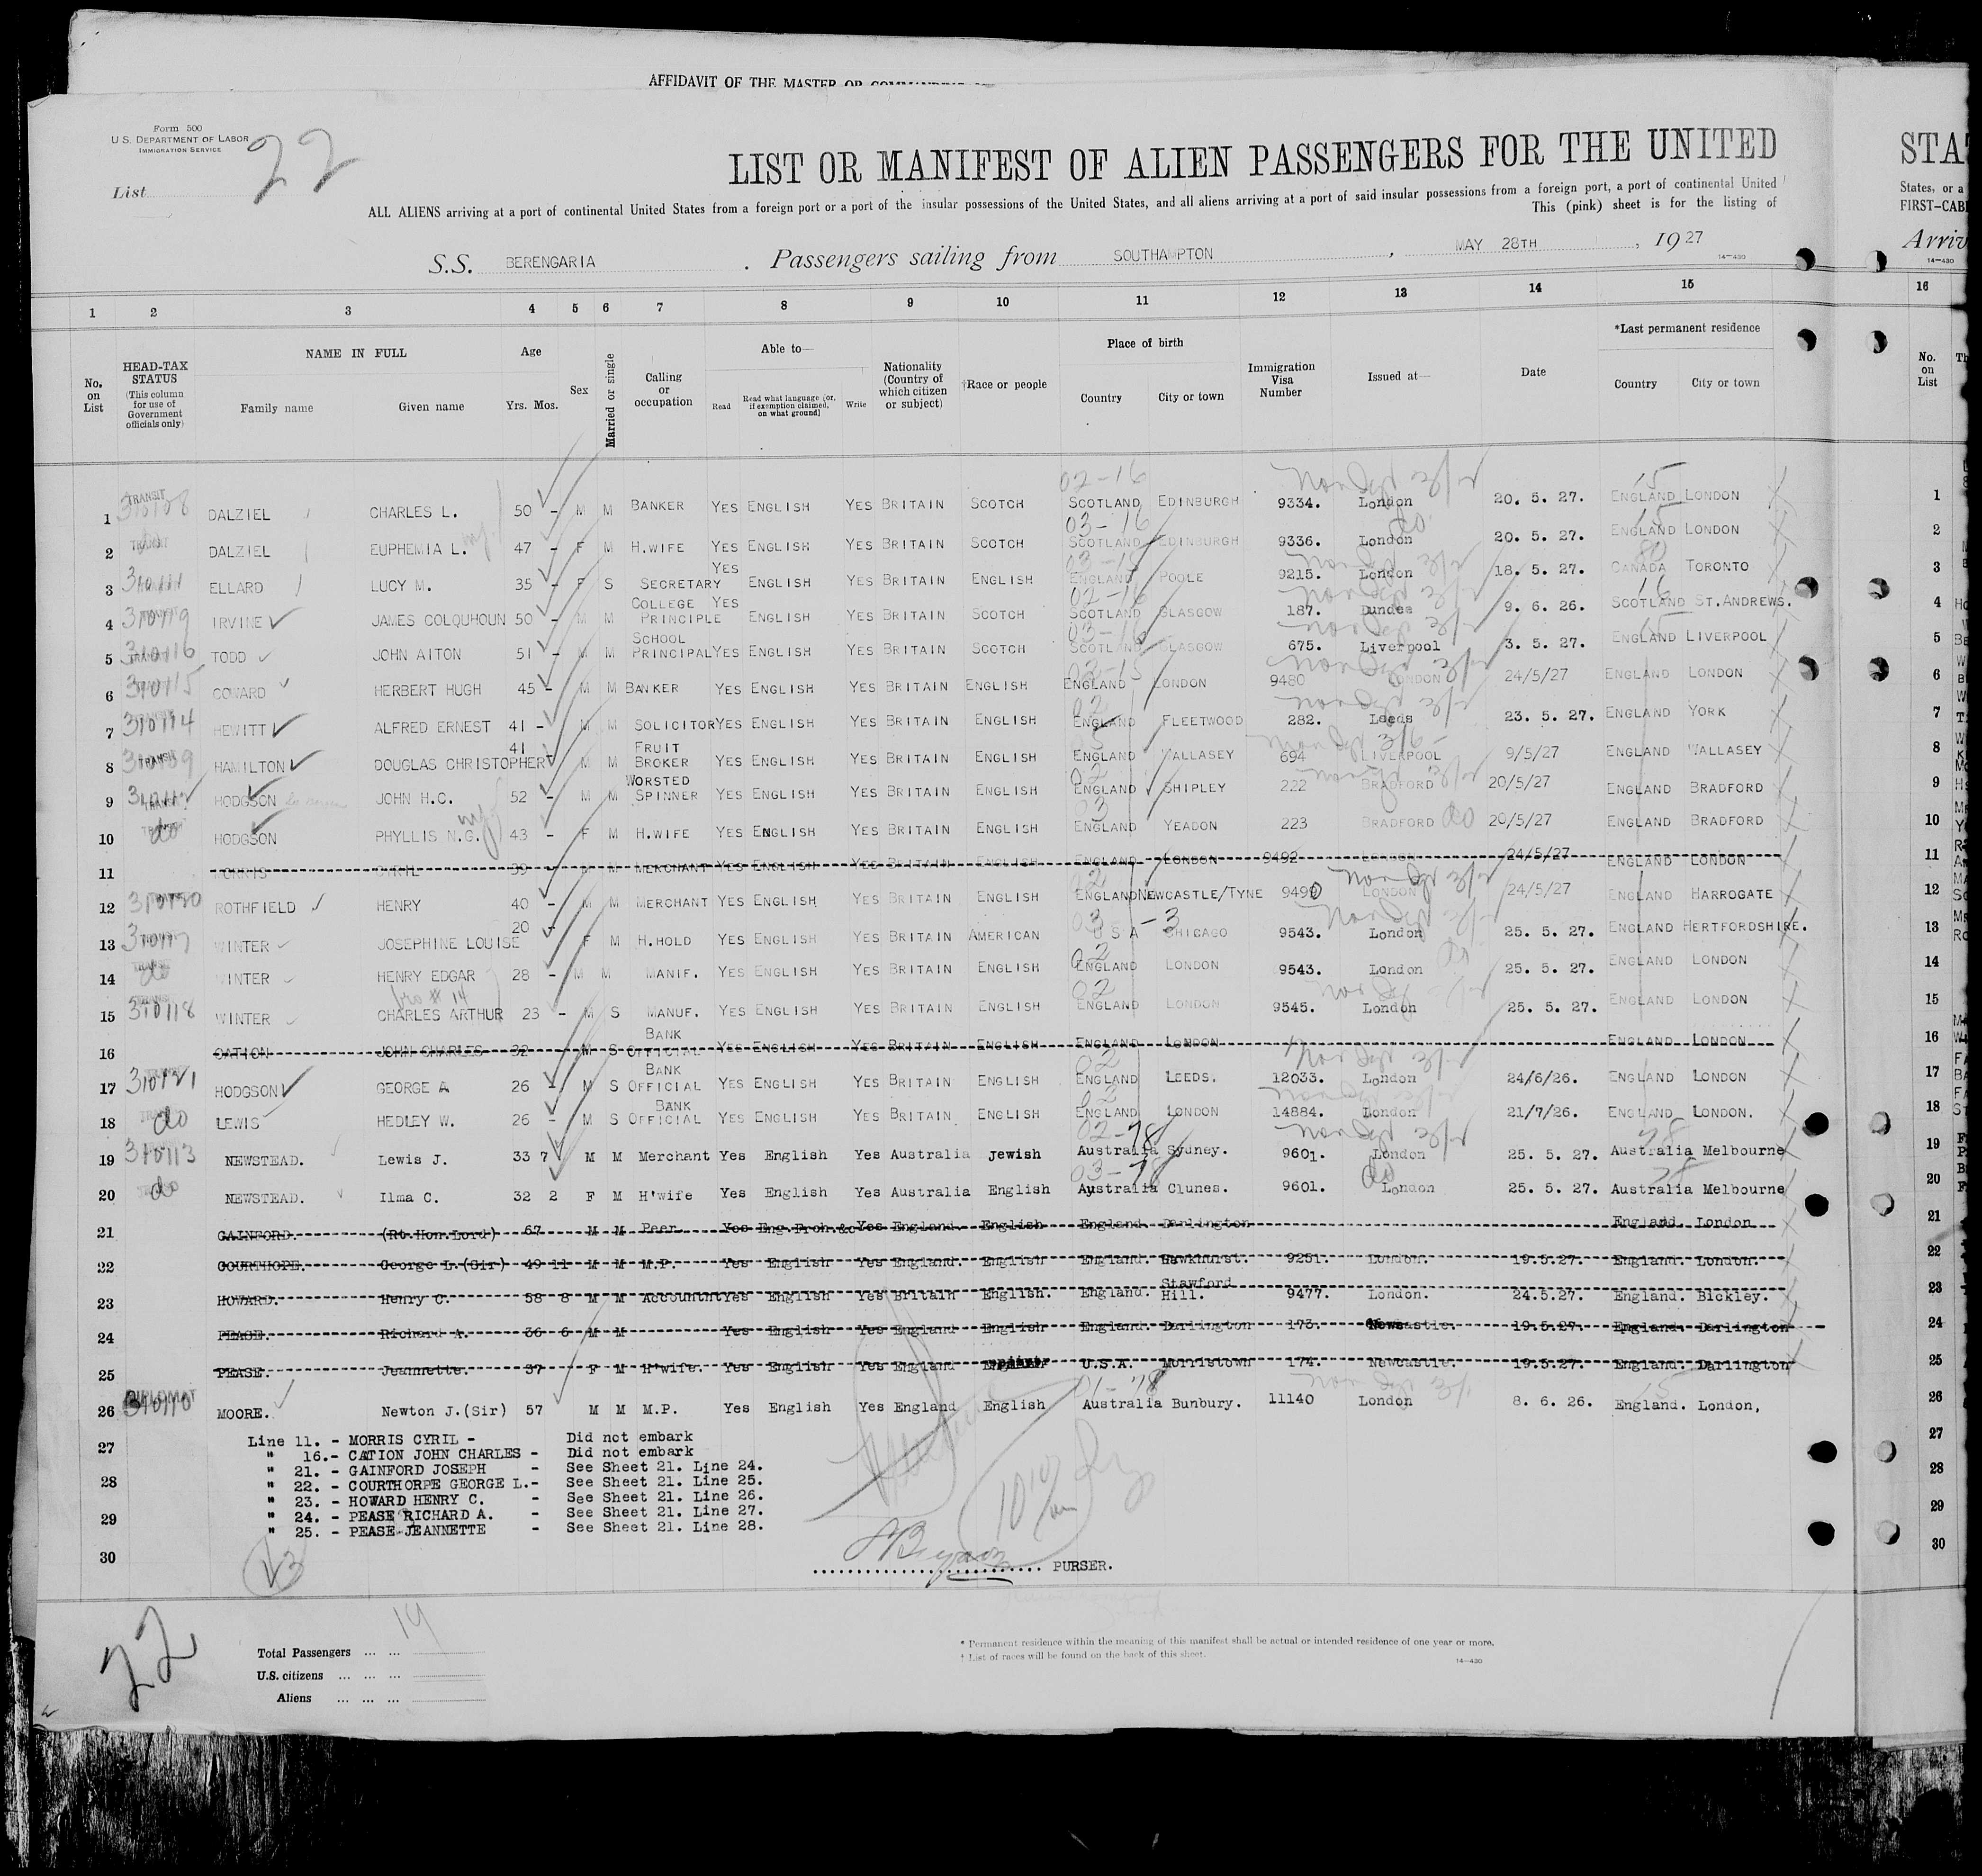 AFFIDAVIT OF THE MASTER OR COMMANDING
Form 500
U.S. DEPARTMENT OF LABOR
IMMIGRATION SERVICE
List 22
LIST OR MANIFEST OF ALIEN PASSENGERS FOR THE UNITED
STA
ALL ALIENS arriving at a port of continental United States from a foreign port or a port of the insular possessions of the United States, and all aliens arriving at a port of said insular possessions from a foreign port, a port of continental United
States, or a
This (pink) sheet is for the listing of
FIRST-CABI
S.S. BERENGARIA . Passengers sailing from SOUTHAMPTON , MAY 28TH , 1927
Arriv
14-430
14-430
1 2 3 4 5 6 7 8 9 10 11 12 13 14 15 16
No. on List
HEAD-TAX STATUS (This column for use of Government officials only)
NAME IN FULL
Family name Given name
Age Yrs. Mos.
Sex
Married or single
Calling or occupation
Able to—
Read Read what language (or, if exemption claimed, on what ground) Write
Nationality (Country of which citizen or subject)
†Race or people
Place of birth
Country City or town
Immigration Visa Number
Issued at—
Date
*Last permanent residence
Country City or town
No. on List
1 TRANSIT DALZIEL CHARLES L. 50 - M M BANKER YES ENGLISH YES BRITAIN SCOTCH SCOTLAND EDINBURGH 9334. London 20. 5. 27. ENGLAND LONDON 1
2 TRANSIT DALZIEL EUPHEMIA L. 47 - F M H.WIFE YES ENGLISH YES BRITAIN SCOTCH SCOTLAND EDINBURGH 9336. London 20. 5. 27. ENGLAND LONDON 2
3 ELLARD LUCY M. 35 - F S SECRETARY YES ENGLISH YES BRITAIN ENGLISH ENGLAND POOLE 9215. London 18. 5. 27. CANADA TORONTO 3
4 IRVINE JAMES COLQUHOUN 50 - M M COLLEGE PRINCIPLE YES ENGLISH YES BRITAIN SCOTCH SCOTLAND GLASGOW 187. Dundee 9. 6. 26. SCOTLAND ST.ANDREWS. 4
5 TODD JOHN AITON 51 - M M SCHOOL PRINCIPAL YES ENGLISH YES BRITAIN SCOTCH SCOTLAND GLASGOW 675. Liverpool 3. 5. 27. ENGLAND LIVERPOOL 5
6 COWARD HERBERT HUGH 45 - M M BANKER YES ENGLISH YES BRITAIN ENGLISH ENGLAND LONDON 9480 LONDON 24/5/27 ENGLAND LONDON 6
7 HEWITT ALFRED ERNEST 41 - M M SOLICITOR YES ENGLISH YES BRITAIN ENGLISH ENGLAND FLEETWOOD 282. Leeds 23. 5. 27. ENGLAND YORK 7
8 TRANSIT HAMILTON DOUGLAS CHRISTOPHER 41 - M M FRUIT BROKER YES ENGLISH YES BRITAIN ENGLISH ENGLAND WALLASEY 694 LIVERPOOL 9/5/27 ENGLAND WALLASEY 8
9 TRANSIT HODGSON JOHN H.C. 52 - M M WORSTED SPINNER YES ENGLISH YES BRITAIN ENGLISH ENGLAND SHIPLEY 222 BRADFORD 20/5/27 ENGLAND BRADFORD 9
10 do HODGSON PHYLLIS N.G. 43 - F M H.WIFE YES ENGLISH YES BRITAIN ENGLISH ENGLAND YEADON 223 BRADFORD 20/5/27 ENGLAND BRADFORD 10
11 MORRIS CYRIL 39 - M M MERCHANT YES ENGLISH YES BRITAIN ENGLISH ENGLAND LONDON 9492 LONDON 24/5/27 ENGLAND LONDON 11
12 ROTHFIELD HENRY 40 - M M MERCHANT YES ENGLISH YES BRITAIN ENGLISH ENGLAND NEWCASTLE/TYNE 9490 LONDON 24/5/27 ENGLAND HARROGATE 12
13 WINTER JOSEPHINE LOUISE 20 - F M H.HOLD YES ENGLISH YES BRITAIN AMERICAN U S A CHICAGO 9543. London 25. 5. 27. ENGLAND HERTFORDSHIRE. 13
14 do WINTER HENRY EDGAR 28 - M M MANIF. YES ENGLISH YES BRITAIN ENGLISH ENGLAND LONDON 9543. London 25. 5. 27. ENGLAND LONDON 14
bro # 14
15 310118 WINTER CHARLES ARTHUR 23 - M S MANUF. YES ENGLISH YES BRITAIN ENGLISH ENGLAND LONDON 9545. London 25. 5. 27. ENGLAND LONDON 15
16 CATION JOHN CHARLES 32 - M S BANK OFFICIAL YES ENGLISH YES BRITAIN ENGLISH ENGLAND LONDON ENGLAND LONDON 16
17 310121 HODGSON GEORGE A 26 - M S BANK OFFICIAL YES ENGLISH YES BRITAIN ENGLISH ENGLAND LEEDS. 12033. London 24/6/26. ENGLAND LONDON 17
18 do LEWIS HEDLEY W. 26 - M S BANK OFFICIAL YES ENGLISH YES BRITAIN ENGLISH ENGLAND LONDON 14884. London 21/7/26. ENGLAND LONDON. 18
19 310113 NEWSTEAD. Lewis J. 33 7 M M Merchant Yes English Yes Australia Jewish Australia Sydney. 9601. London 25. 5. 27. Australia Melbourne 19
20 do NEWSTEAD. Ilma C. 32 2 F M H'wife Yes English Yes Australia English Australia Clunes. 9601. London 25. 5. 27. Australia Melbourne 20
21 GAINFORD. (Rt.Hon.Lord) 67 M M Peer Yes Eng.Frch.&c Yes England. English England Darlington England. London 21
22 COURTHOPE. George L.(Sir) 49 11 M M M.P. Yes English Yes England. English England. Hawkhurst. 9251. London. 19.5.27. England. London. 22
23 HOWARD. Henry C. 58 8 M M Accountnt Yes English Yes Britain English. England. Stawford Hill. 9477. London. 24.5.27. England. Bickley. 23
24 PEASE. Richard A. 36 6 M M Yes English Yes England English England. Darlington 173. Newcastle. 19.5.27. England. Darlington 24
25 PEASE. Jeannette. 37 F M H'wife. Yes English Yes England U.S.A. Morristown 174. Newcastle. 19.5.27. England. Darlington 25
26 DIPLOMAT MOORE. Newton J.(Sir) 57 M M M.P. Yes English Yes England English Australia Bunbury. 11140 London 8. 6. 26. England. London, 26
27 27
28 28
29 29
30 30
Line 11. - MORRIS CYRIL - Did not embark
" 16.- CATION JOHN CHARLES - Did not embark
" 21. - GAINFORD JOSEPH - See Sheet 21. Line 24.
" 22. - COURTHORPE GEORGE L.- See Sheet 21. Line 25.
" 23. - HOWARD HENRY C. - See Sheet 21. Line 26.
" 24. - PEASE RICHARD A. - See Sheet 21. Line 27.
" 25. - PEASE JEANNETTE - See Sheet 21. Line 28.
PURSER.
22
19
Total Passengers ... ...
U.S. citizens ... ... ...
Aliens ... ... ...
* Permanent residence within the meaning of this manifest shall be actual or intended residence of one year or more.
† List of races will be found on the back of this sheet.
14-430